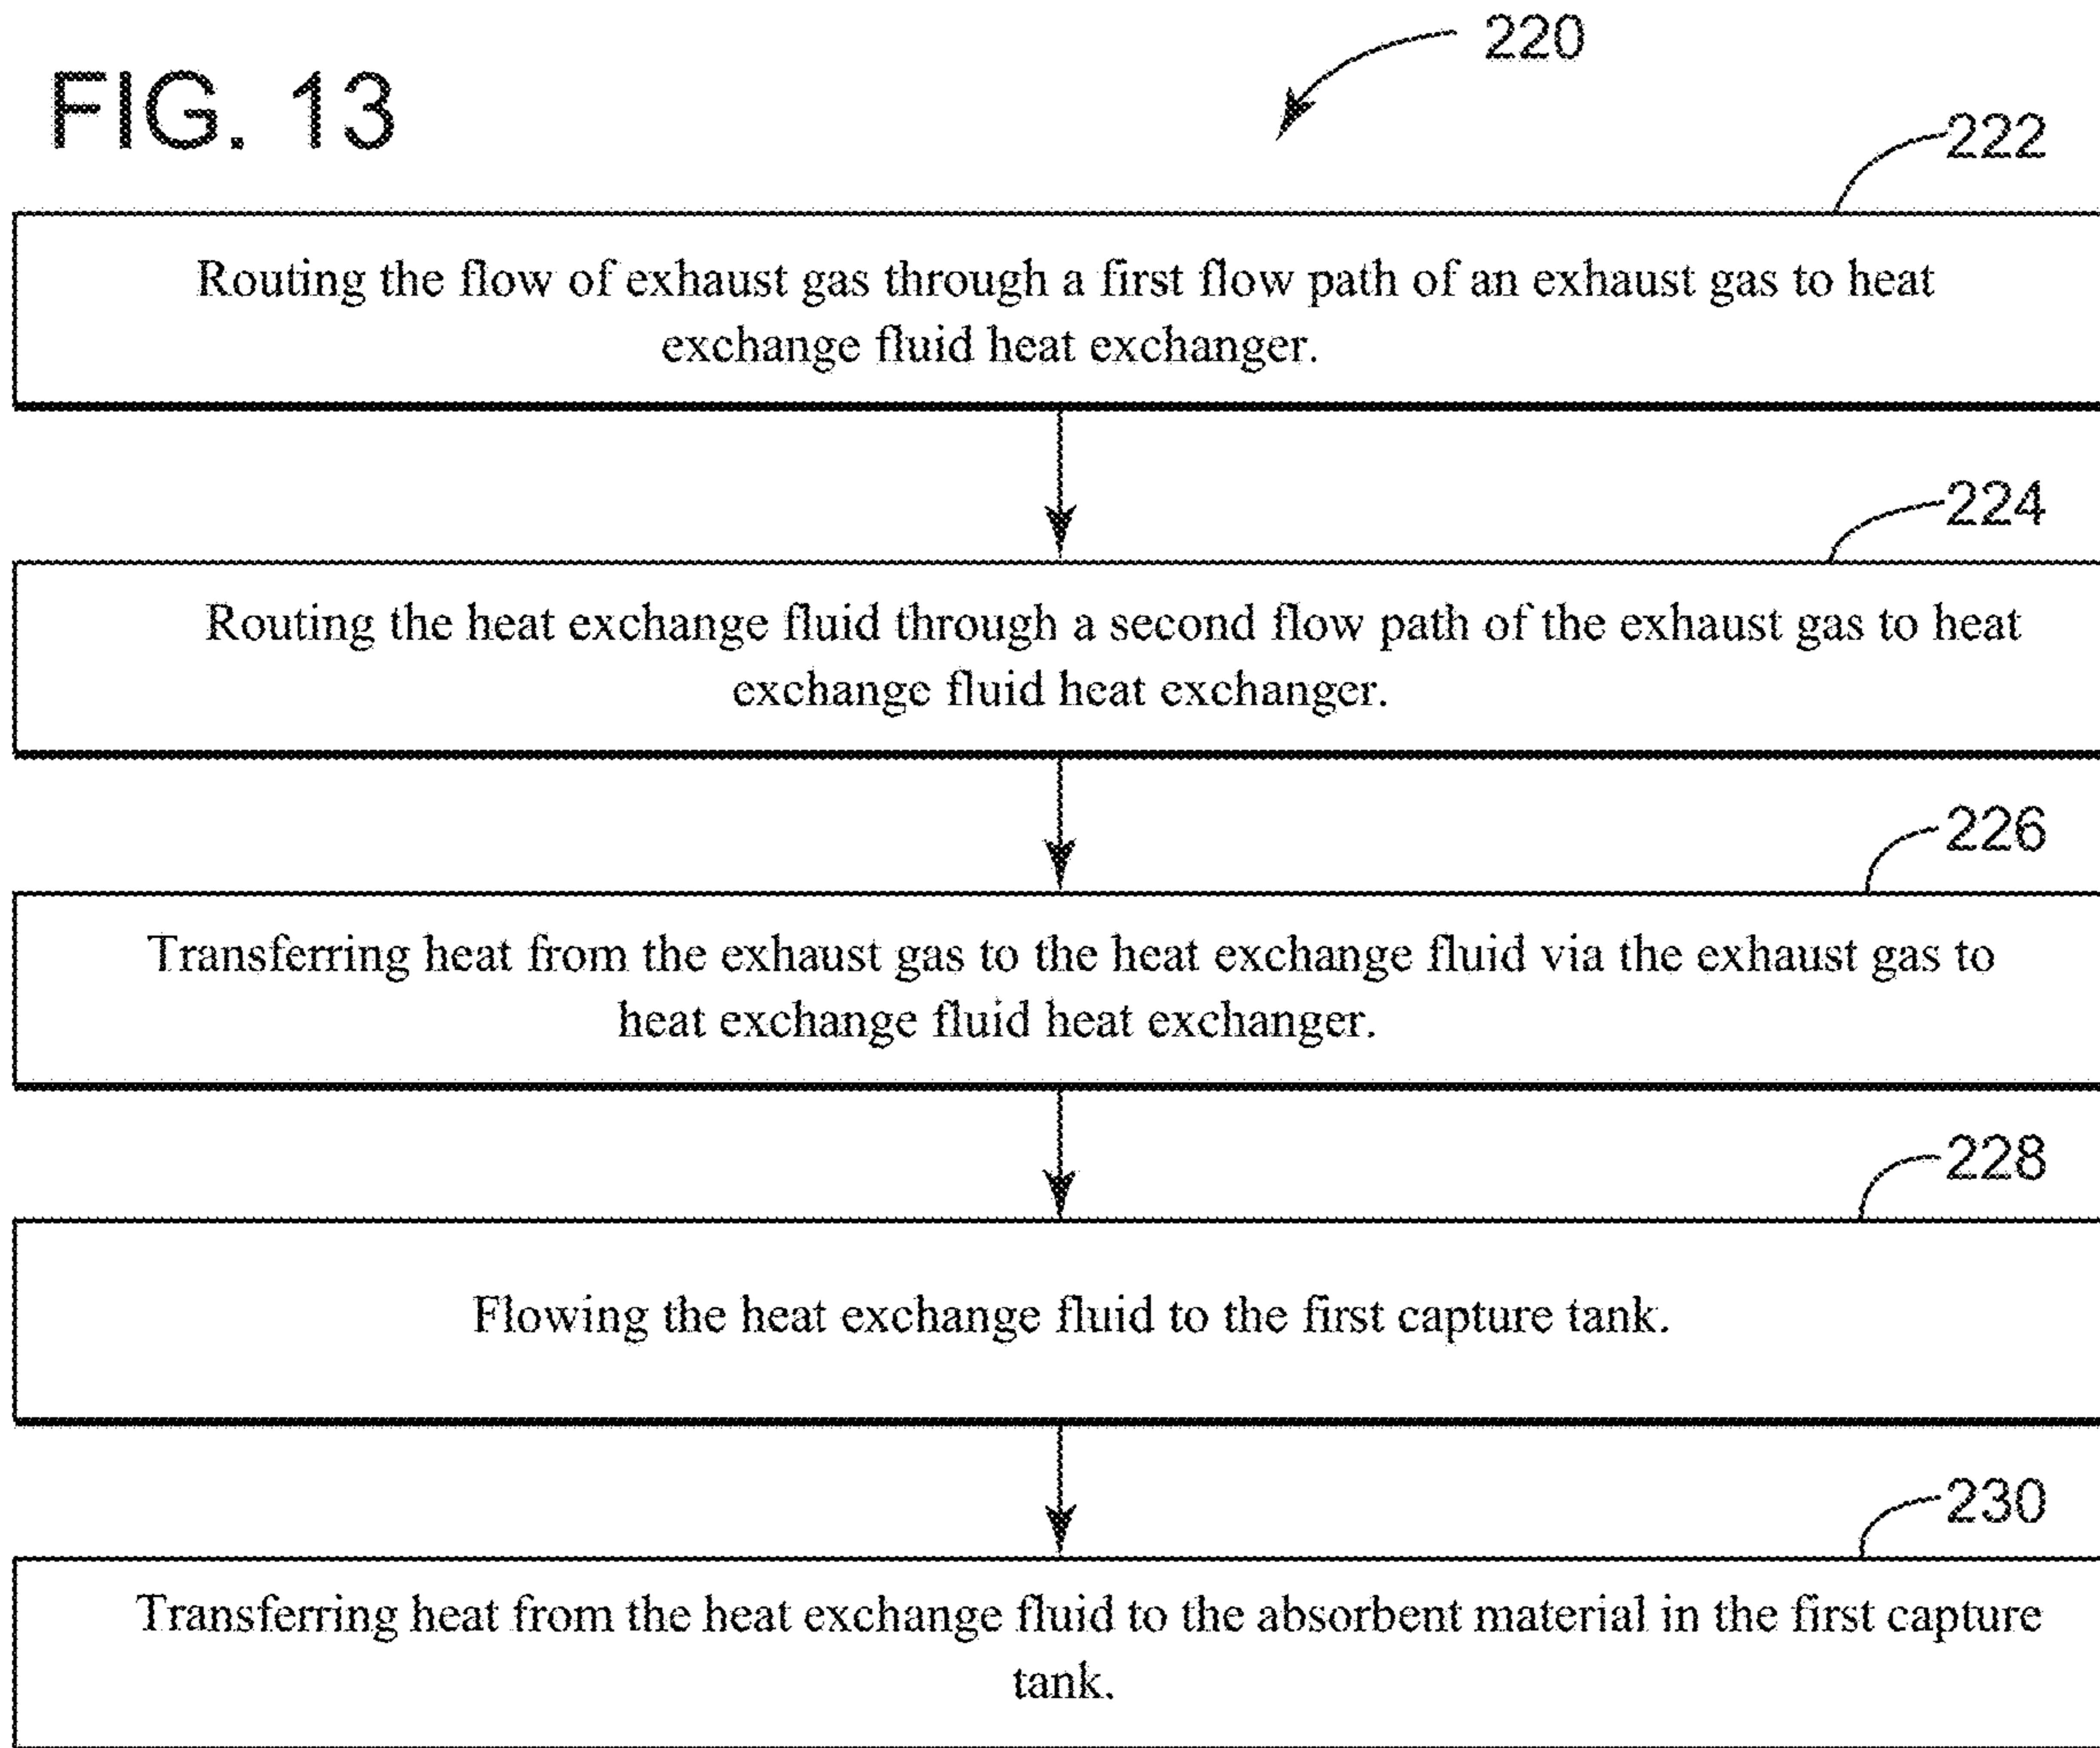 220
FIG. 13
222
Routing the flow of exhaust gas through a first flow path of an exhaust gas to heat
exchange fluid heat exchanger.
224
Routing the heat exchange fluid through a second flow path of the exhaust gas to heat
exchange fluid heat exchanger.
226
Transferring heat from the exhaust gas to the heat exchange fluid via the exhaust gas to
heat exchange fluid heat exchanger.
228
Flowing the heat exchange fluid to the first capture tank.
230
Transferring heat from the heat exchange fluid to the absorbent material in the first capture
tank.